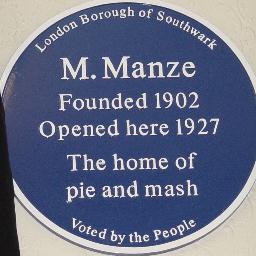 London Borough of Southwark
M. Manze
Founded 1902
Opened here 1927
The home of
pie and mash
Voted by the People